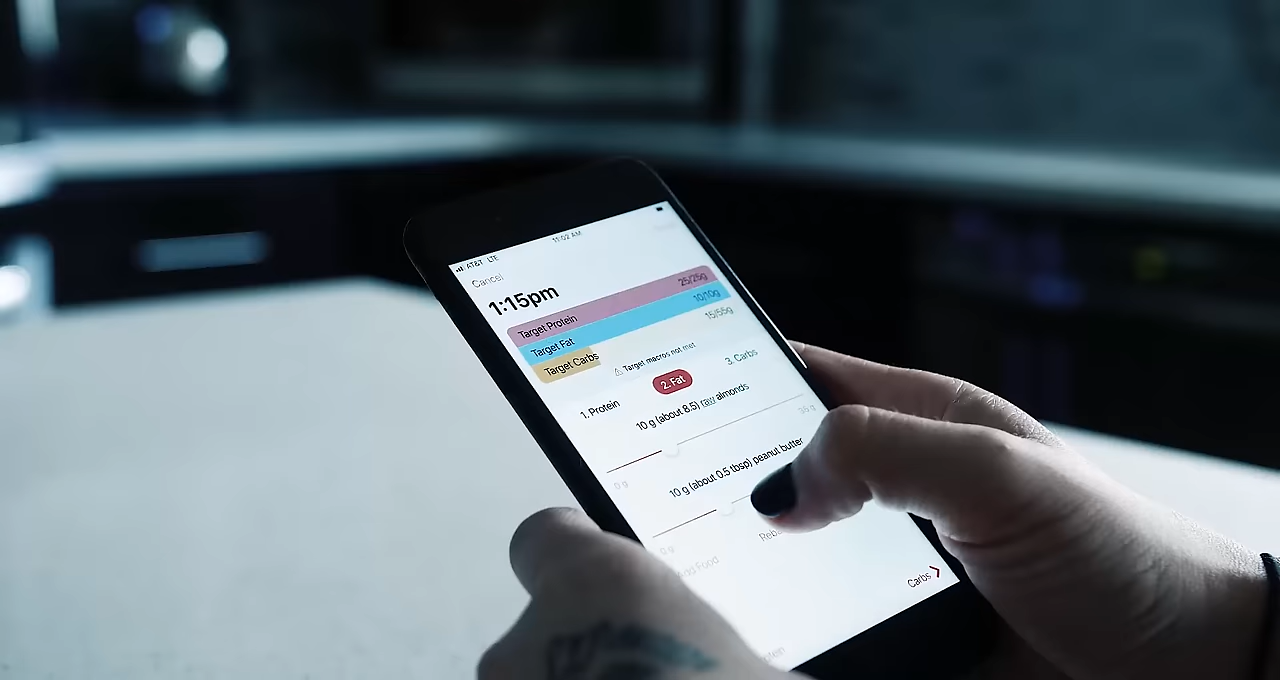 11:02 AM
AT&T LTE
Cancel
1:15pm
Target Protein 25/25g
Target Fat 10/10g
Target Carbs 15/55g
⚠ Target macros not met
1. Protein 2. Fat 3. Carbs
10 g (about 8.5) raw almonds
0 g
10 g (about 0.5 tbsp) peanut butter
0 g
Add Food
Carbs >